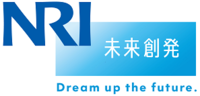 NRI
未来創発
Dream up the future.